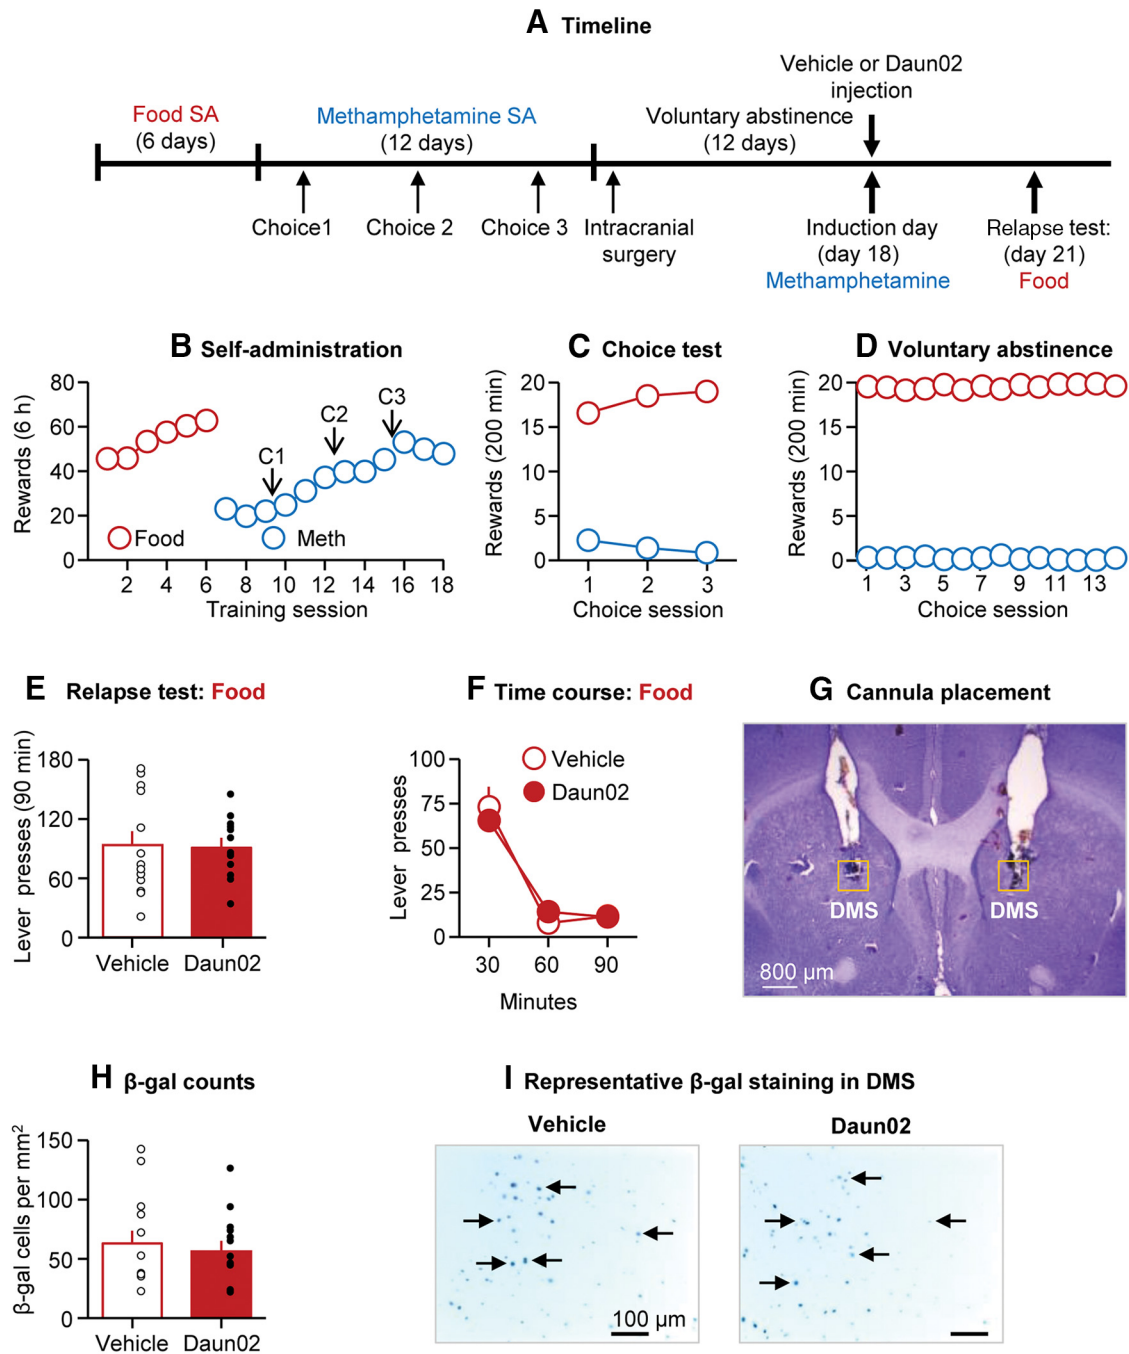 A Timeline
Vehicle or Daun02
injection
Food SA
(6 days)
Methamphetamine SA
(12 days)
Voluntary abstinence
(12 days)
Choice1
Choice 2
Choice 3
Intracranial
surgery
Induction day
(day 18)
Methamphetamine
Relapse test:
(day 21)
Food
B Self-administration
Rewards (6 h)
80
60
40
20
0
C1
C2
C3
Food
Meth
2 4 6 8 10 12 14 16 18
Training session
C Choice test
Rewards (200 min)
20
15
10
5
0
1 2 3
Choice session
D Voluntary abstinence
Rewards (200 min)
20
15
10
5
0
1 3 5 7 9 11 13
Choice session
E Relapse test: Food
Lever presses (90 min)
180
120
60
0
Vehicle Daun02
F Time course: Food
Lever presses
100
75
50
25
0
Vehicle
Daun02
30 60 90
Minutes
G Cannula placement
DMS DMS
800 µm
H β-gal counts
β-gal cells per mm²
150
100
50
0
Vehicle Daun02
I Representative β-gal staining in DMS
Vehicle
Daun02
100 µm